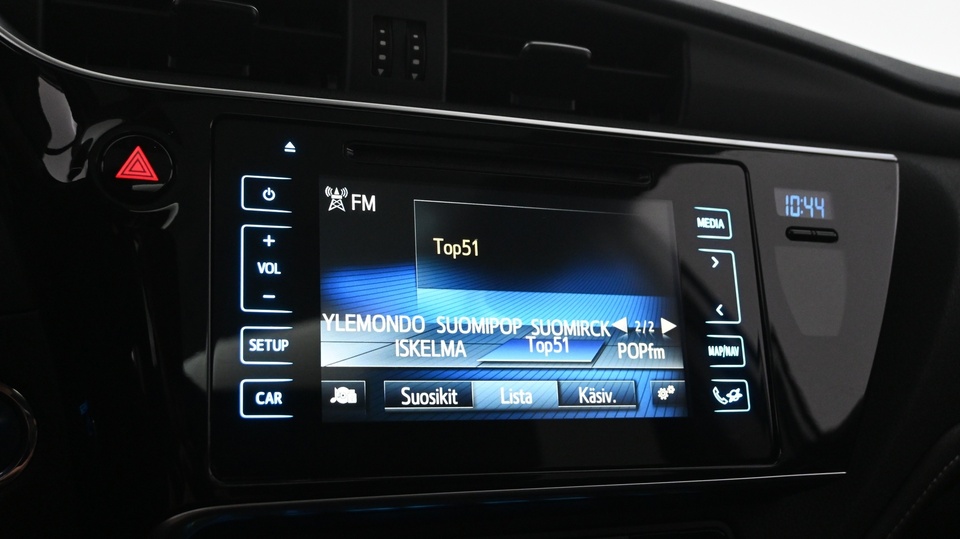 FM
MEDIA
10:44
+
VOL
−
Top51
YLEMONDO SUOMIPOP SUOMIRCK 2/2
ISKELMA Top51 POPfm
SETUP
MAP/NAV
CAR
Suosikit Lista Käsiv.